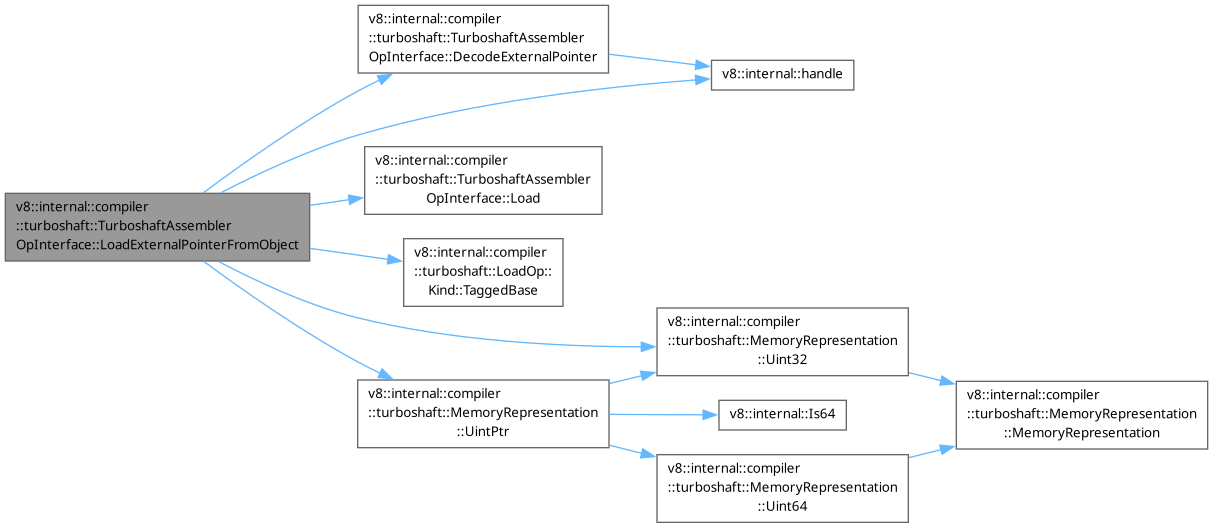 v8::internal::compiler
::turboshaft::TurboshaftAssembler
OpInterface::LoadExternalPointerFromObject
v8::internal::compiler
::turboshaft::TurboshaftAssembler
OpInterface::DecodeExternalPointer
v8::internal::handle
v8::internal::compiler
::turboshaft::TurboshaftAssembler
OpInterface::Load
v8::internal::compiler
::turboshaft::LoadOp::
Kind::TaggedBase
v8::internal::compiler
::turboshaft::MemoryRepresentation
::Uint32
v8::internal::compiler
::turboshaft::MemoryRepresentation
::UintPtr
v8::internal::Is64
v8::internal::compiler
::turboshaft::MemoryRepresentation
::Uint64
v8::internal::compiler
::turboshaft::MemoryRepresentation
::MemoryRepresentation